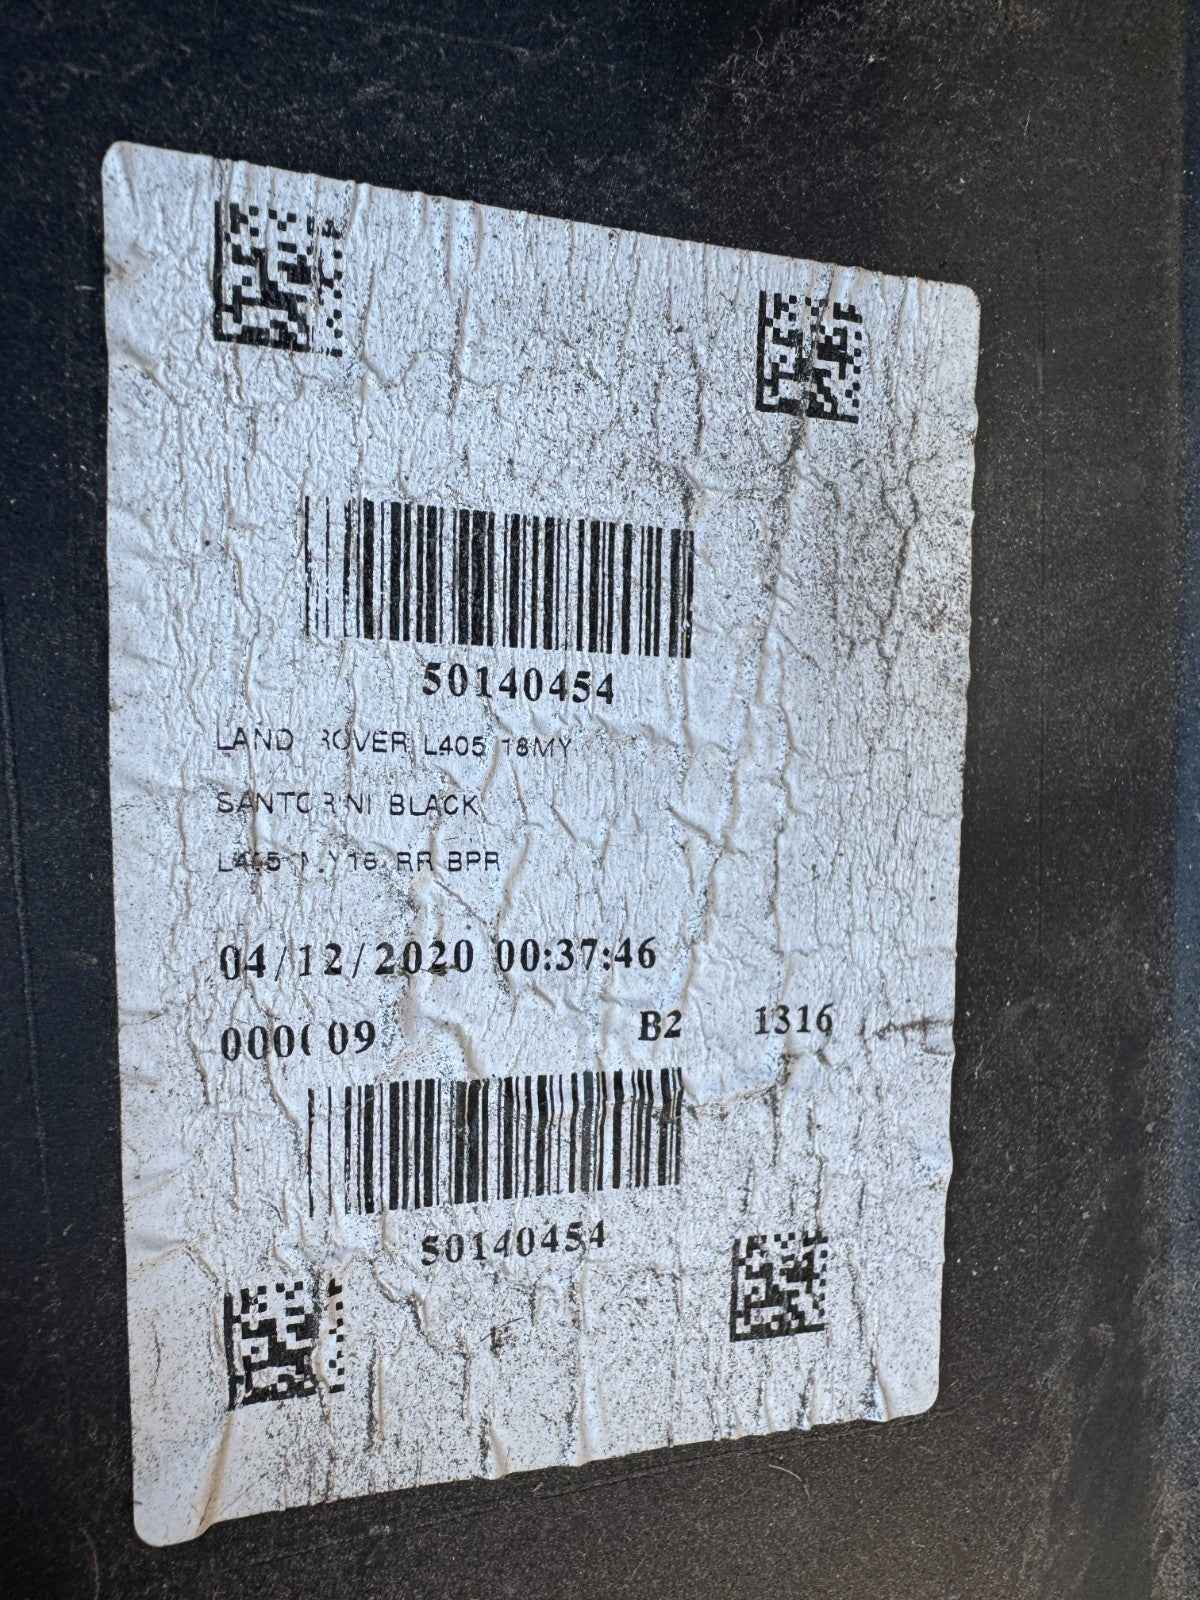 50140454
LAND ROVER L405 18MY
SANTORINI BLACK
L405 MY18 RR BPR
04/12/2020 00:37:46
000009 B2 1316
50140454